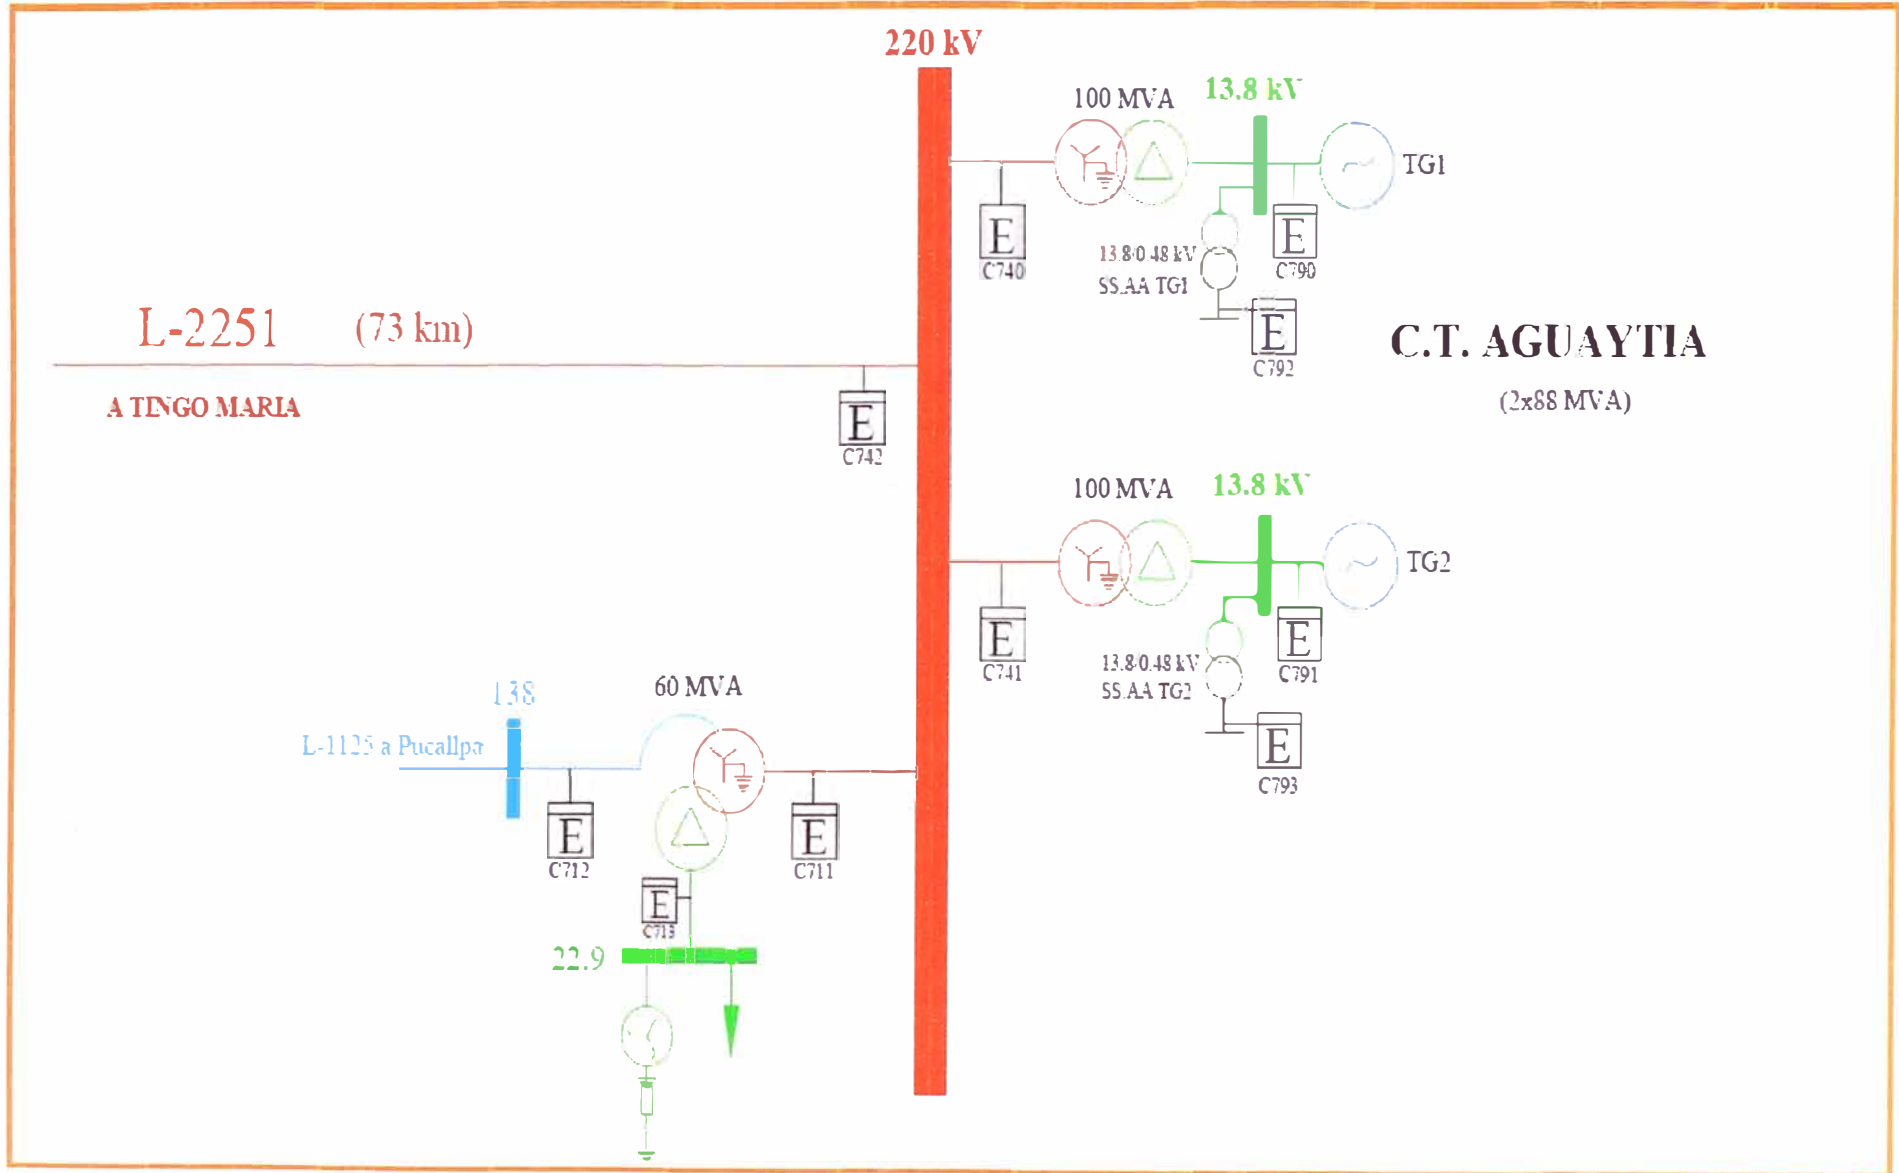 220 kV
100 MVA
13.8 kV
TG1
E
C740
E
C790
13.8/0.48 kV
SS.AA TG1
E
C792
L-2251 (73 km)
A TINGO MARIA
E
C742
C.T. AGUAYTIA
(2x88 MVA)
100 MVA
13.8 kV
TG2
E
C741
E
C791
13.8/0.48 kV
SS.AA TG2
E
C793
138
60 MVA
L-1125 a Pucallpa
E
C712
E
C711
E
C713
22.9